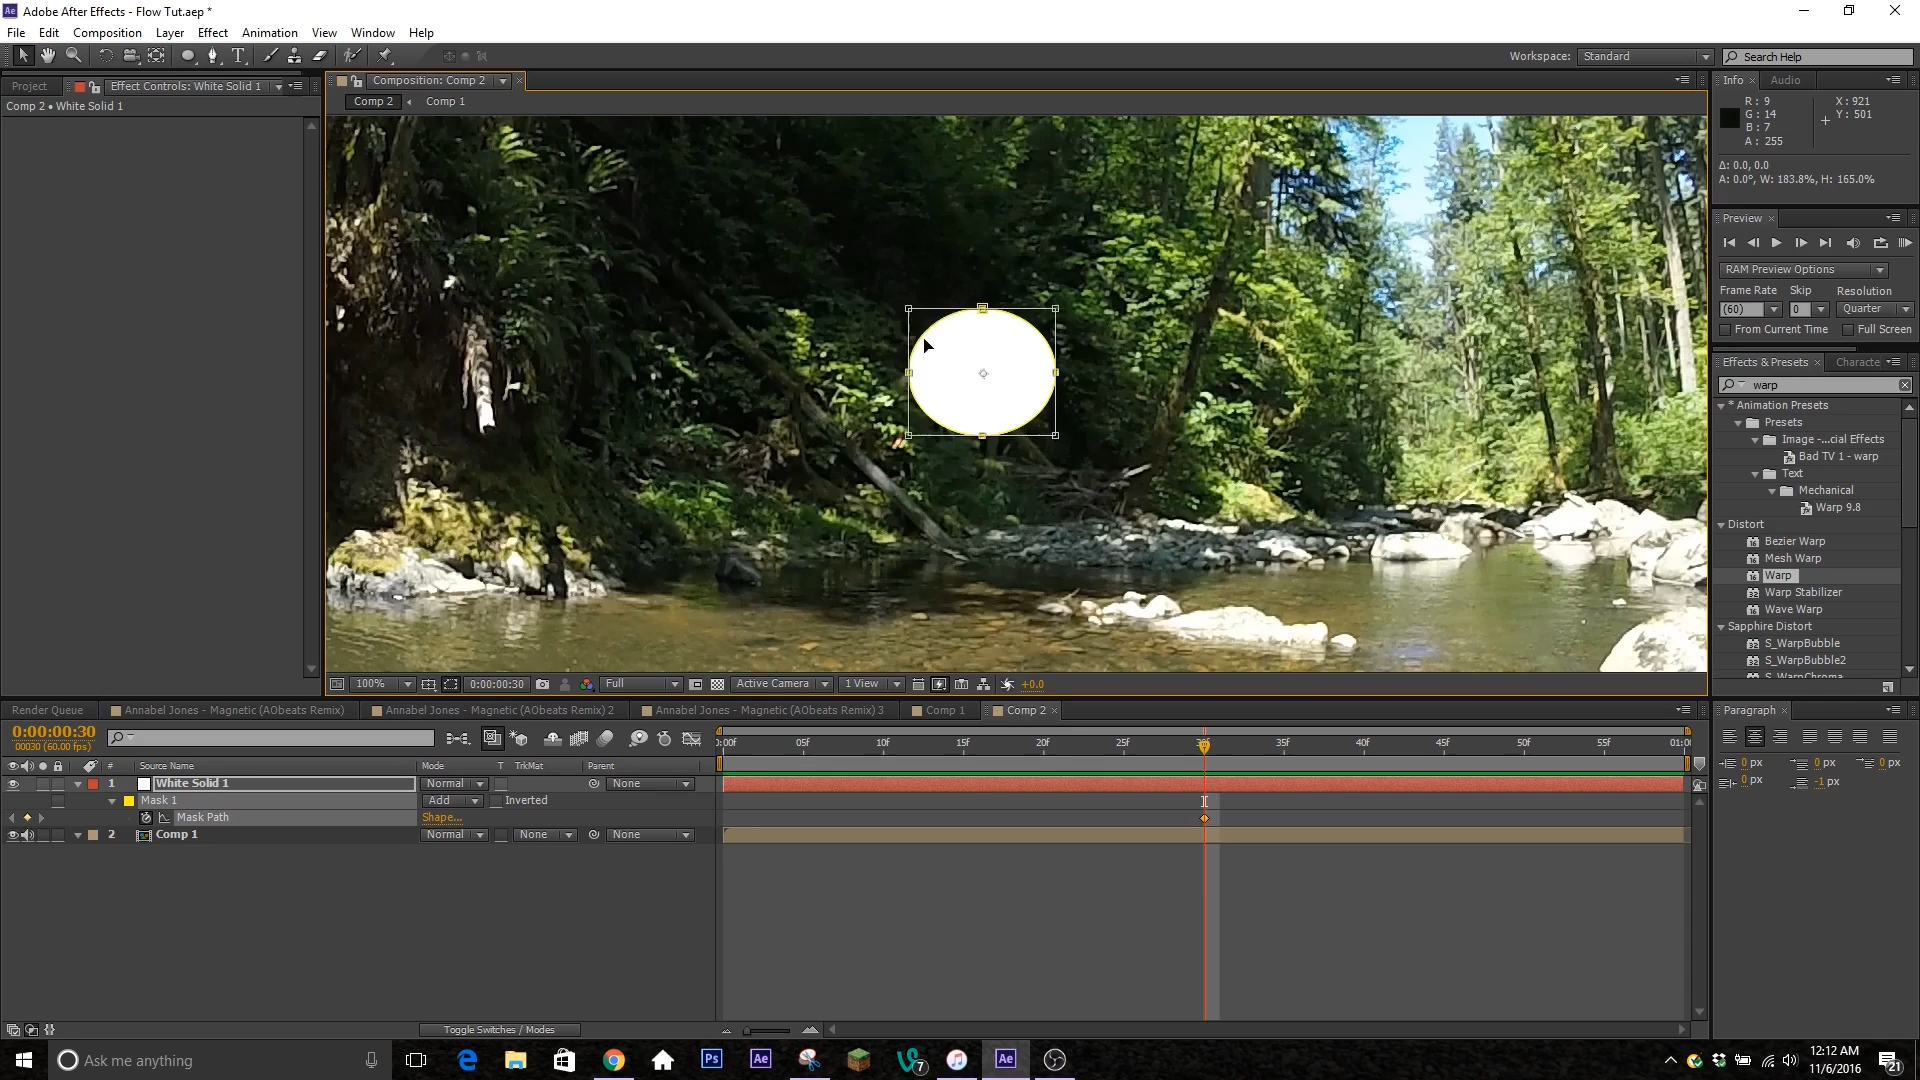 Adobe After Effects - Flow Tut.aep *
File Edit Composition Layer Effect Animation View Window Help
Workspace: Standard Search Help
Project Effect Controls: White Solid 1
Comp 2 • White Solid 1
Composition: Comp 2
Comp 2 Comp 1
Info Audio
R : 9
G : 14
B : 7
A : 255
X : 921
Y : 501
Δ: 0.0, 0.0
A: 0.0°, W: 183.8%, H: 165.0%
Preview
RAM Preview Options
Frame Rate Skip Resolution
(60) 0 Quarter
From Current Time Full Screen
Effects & Presets Characte
warp
* Animation Presets
Presets
Image -...cial Effects
Bad TV 1 - warp
Text
Mechanical
Warp 9.8
Distort
Bezier Warp
Mesh Warp
Warp
Warp Stabilizer
Wave Warp
Sapphire Distort
S_WarpBubble
S_WarpBubble2
S_WarpChroma
100% 0:00:00:30 Full Active Camera 1 View +0.0
Render Queue Annabel Jones - Magnetic (AObeats Remix) Annabel Jones - Magnetic (AObeats Remix) 2 Annabel Jones - Magnetic (AObeats Remix) 3 Comp 1 Comp 2
0:00:00:30
00030 (60.00 fps)
0:00f 05f 10f 15f 20f 25f 30f 35f 40f 45f 50f 55f 01:00
# Source Name Mode T TrkMat Parent
1 White Solid 1 Normal None
Mask 1 Add Inverted
Mask Path Shape...
2 Comp 1 Normal None None
Toggle Switches / Modes
Paragraph
0 px 0 px 0 px
0 px -1 px
Ask me anything
Ps Ae 7 Ae
12:12 AM
11/6/2016
21